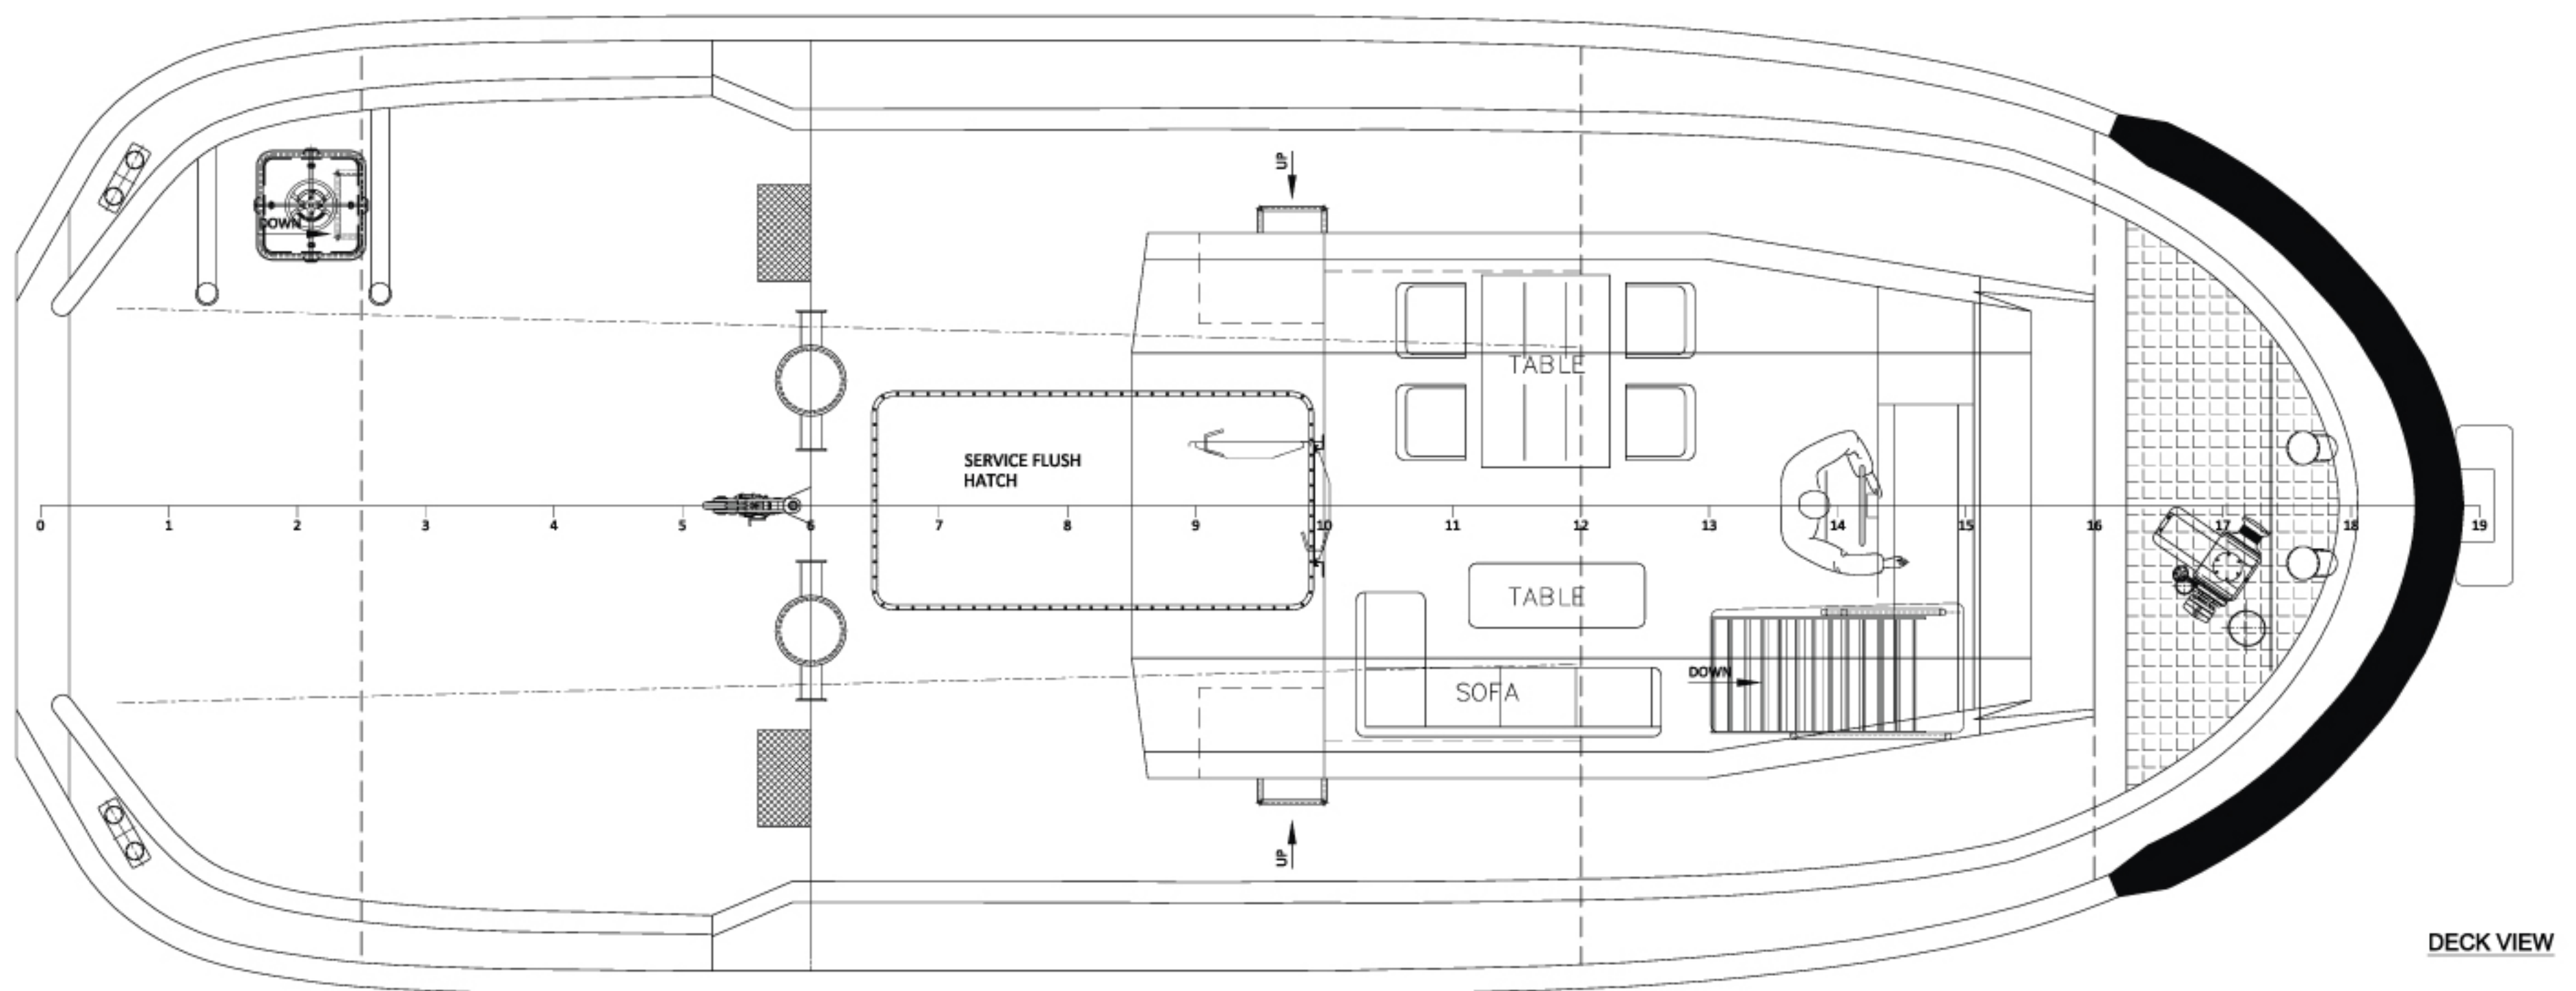 UP
DOWN
TABLE
SERVICE FLUSH
HATCH
0 1 2 3 4 5 6 7 8 9 10 11 12 13 14 15 16 17 18 19
TABLE
DOWN
SOFA
UP
DECK VIEW